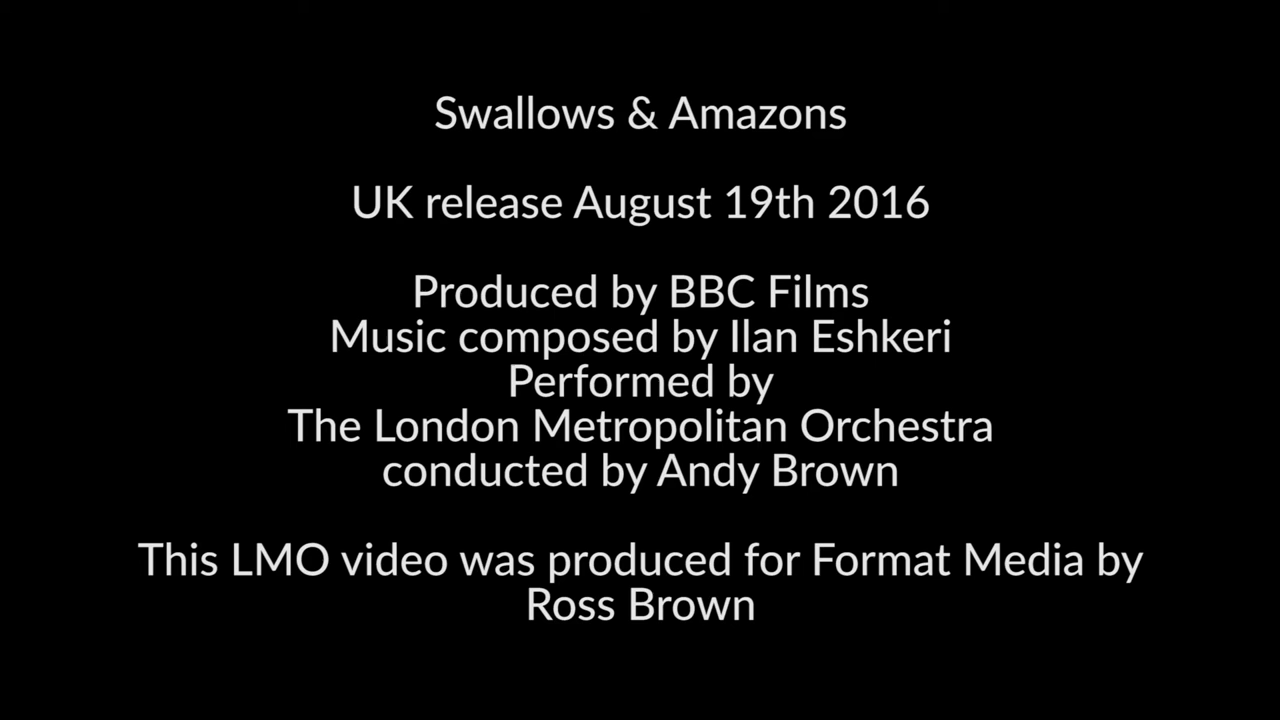 Swallows & Amazons
UK release August 19th 2016
Produced by BBC Films
Music composed by Ilan Eshkeri
Performed by
The London Metropolitan Orchestra
conducted by Andy Brown
This LMO video was produced for Format Media by
Ross Brown